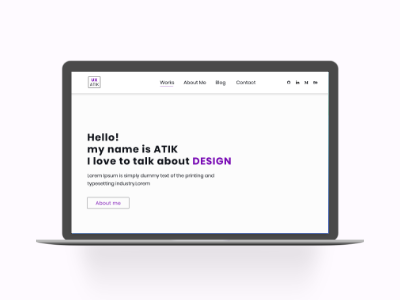 MD
ATIK
Works About Me Blog Contact
Hello!
my name is ATIK
I love to talk about DESIGN
Lorem Ipsum is simply dummy text of the printing and
typesetting industry.Lorem
About me